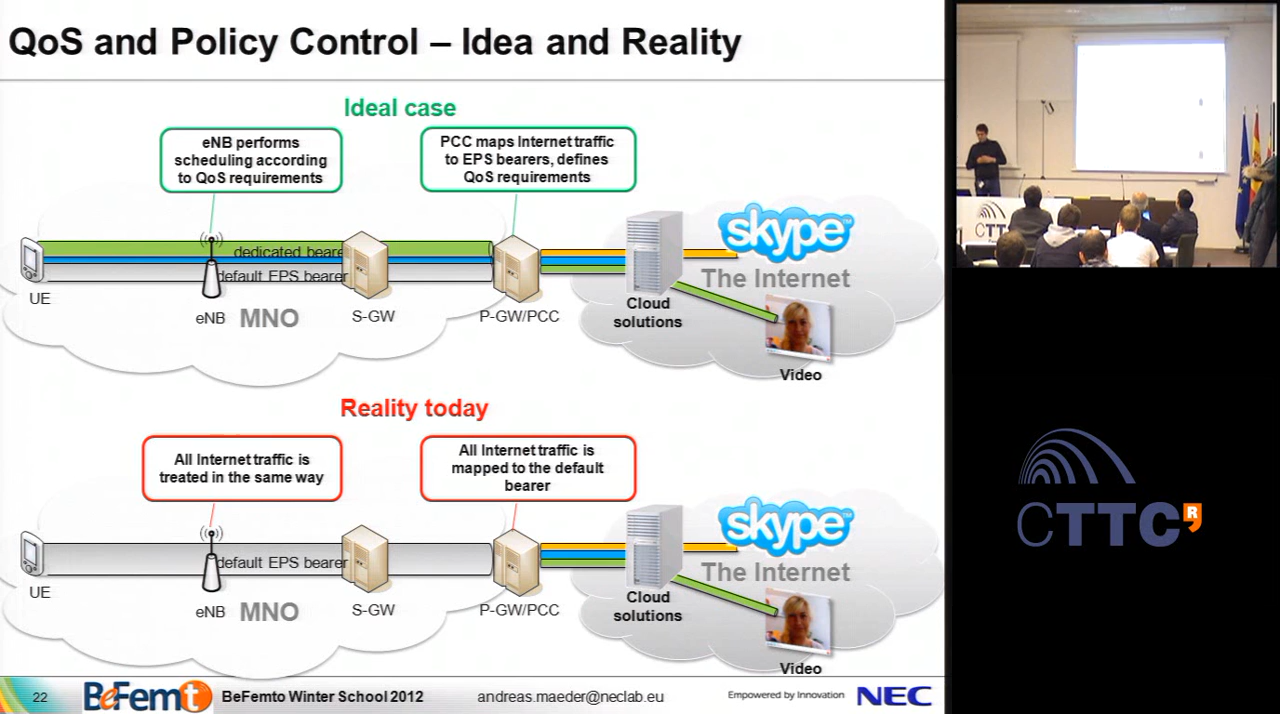 QoS and Policy Control – Idea and Reality
Ideal case
eNB performs
scheduling according
to QoS requirements
PCC maps Internet traffic
to EPS bearers, defines
QoS requirements
dedicated beare
default EPS bearer
skype™
The Internet
UE
eNB
MNO
S-GW
P-GW/PCC
Cloud
solutions
Video
Reality today
All Internet traffic is
treated in the same way
All Internet traffic is
mapped to the default
bearer
default EPS bearer
skype™
The Internet
UE
eNB
MNO
S-GW
P-GW/PCC
Cloud
solutions
Video
22
BeFemto
BeFemto Winter School 2012
andreas.maeder@neclab.eu
Empowered by Innovation
NEC
CTTC
CTTC R